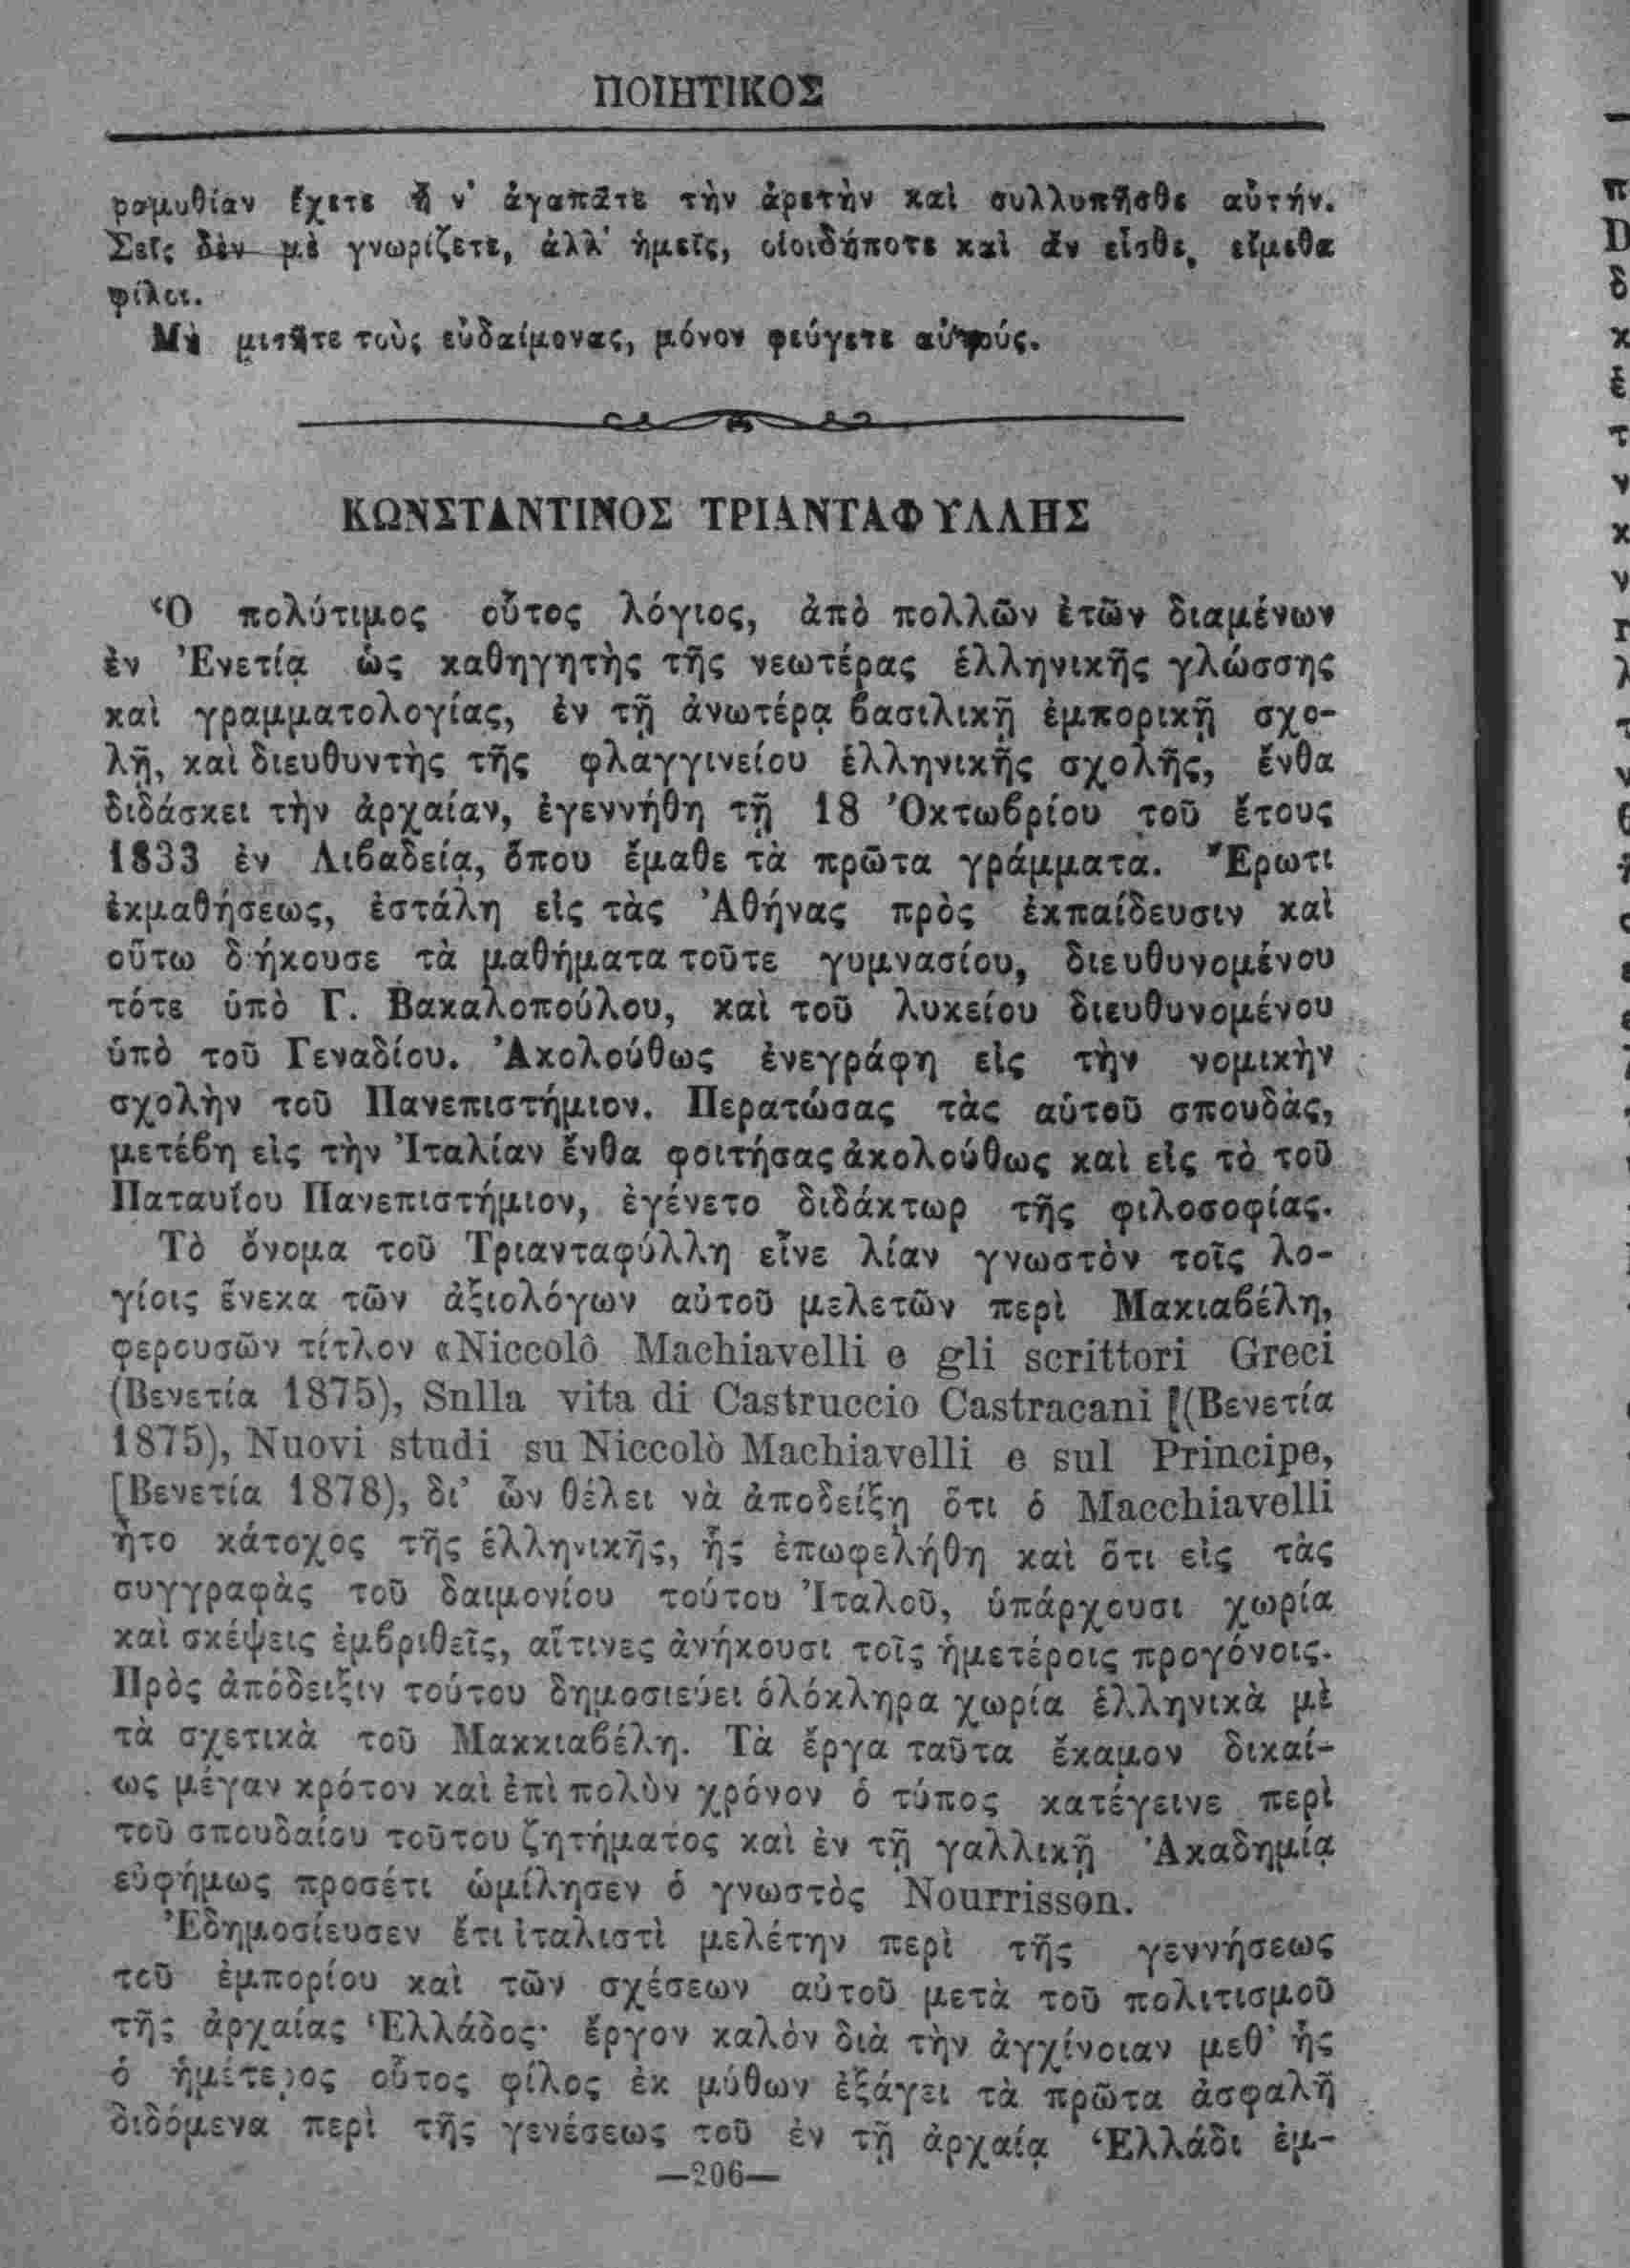 ΠΟΙΗΤΙΚΟΣ
ραμυθίαν ἔχετε ἢ ν' ἀγαπᾶτε τὴν ἀρετὴν καὶ συλλυπῆσθε αὐτήν.
Σεῖς δὲν μὲ γνωρίζετε, ἀλλ' ἡμεῖς, οἱοιδήποτε καὶ ἂν εἶσθε, εἴμεθα
φίλοι.
Μὴ μισῆτε τοὺς εὐδαίμονας, μόνον φεύγετε αὐτούς.
ΚΩΝΣΤΑΝΤΙΝΟΣ ΤΡΙΑΝΤΑΦΥΛΛΗΣ
Ὁ πολύτιμος οὗτος λόγιος, ἀπὸ πολλῶν ἐτῶν διαμένων
ἐν Ἐνετίᾳ ὡς καθηγητὴς τῆς νεωτέρας ἑλληνικῆς γλώσσης
καὶ γραμματολογίας, ἐν τῇ ἀνωτέρᾳ βασιλικῇ ἐμπορικῇ σχο-
λῇ, καὶ διευθυντὴς τῆς φλαγγινείου ἑλληνικῆς σχολῆς, ἔνθα
διδάσκει τὴν ἀρχαίαν, ἐγεννήθη τῇ 18 Ὀκτωβρίου τοῦ ἔτους
1833 ἐν Λιβαδείᾳ, ὅπου ἔμαθε τὰ πρῶτα γράμματα. Ἔρωτι
ἐκμαθήσεως, ἐστάλη εἰς τὰς Ἀθήνας πρὸς ἐκπαίδευσιν καὶ
οὕτω διήκουσε τὰ μαθήματα τοῦτε γυμνασίου, διευθυνομένου
τότε ὑπὸ Γ. Βακαλοπούλου, καὶ τοῦ λυκείου διευθυνομένου
ὑπὸ τοῦ Γεναδίου. Ἀκολούθως ἐνεγράφη εἰς τὴν νομικὴν
σχολὴν τοῦ Πανεπιστήμιον. Περατώσας τὰς αὑτοῦ σπουδὰς,
μετέβη εἰς τὴν Ἰταλίαν ἔνθα φοιτήσας ἀκολούθως καὶ εἰς τὸ τοῦ
Παταυΐου Πανεπιστήμιον, ἐγένετο διδάκτωρ τῆς φιλοσοφίας.
Τὸ ὄνομα τοῦ Τριανταφύλλη εἶνε λίαν γνωστὸν τοῖς λο-
γίοις ἕνεκα τῶν ἀξιολόγων αὐτοῦ μελετῶν περὶ Μακιαβέλη,
φερουσῶν τίτλον «Niccolô Machiavelli e gli scrittori Greci
(Βενετία 1875), Snlla vita di Castruccio Castracani [(Βενετία
1875), Nuovi studi su Niccolò Machiavelli e sul Principe,
[Βενετία 1878), δι' ὧν θέλει νὰ ἀποδείξῃ ὅτι ὁ Macchiavelli
ἦτο κάτοχος τῆς ἑλληνικῆς, ἧς ἐπωφελήθη καὶ ὅτι εἰς τὰς
συγγραφὰς τοῦ δαιμονίου τούτου Ἰταλοῦ, ὑπάρχουσι χωρία
καὶ σκέψεις ἐμβριθεῖς, αἵτινες ἀνήκουσι τοῖς ἡμετέροις προγόνοις.
Πρὸς ἀπόδειξιν τούτου δημοσιεύει ὁλόκληρα χωρία ἑλληνικὰ μὲ
τὰ σχετικὰ τοῦ Μακκιαβέλη. Τὰ ἔργα ταῦτα ἔκαμον δικαί-
ως μέγαν κρότον καὶ ἐπὶ πολὺν χρόνον ὁ τύπος κατέγεινε περὶ
τοῦ σπουδαίου τοῦτου ζητήματος καὶ ἐν τῇ γαλλικῇ Ἀκαδημίᾳ
εὐφήμως προσέτι ὡμίλησεν ὁ γνωστὸς Nourrisson.
Ἐδημοσίευσεν ἔτι ἰταλιστὶ μελέτην περὶ τῆς γεννήσεως
τοῦ ἐμπορίου καὶ τῶν σχέσεων αὐτοῦ μετὰ τοῦ πολιτισμοῦ
τῆς ἀρχαίας Ἑλλάδος· ἔργον καλὸν διὰ τὴν ἀγχίνοιαν μεθ' ἧς
ὁ ἡμέτερος οὗτος φίλος ἐκ μύθων ἐξάγει τὰ πρῶτα ἀσφαλῆ
διδόμενα περὶ τῆς γενέσεως τοῦ ἐν τῇ ἀρχαίᾳ Ἑλλάδι ἐμ-
—206—